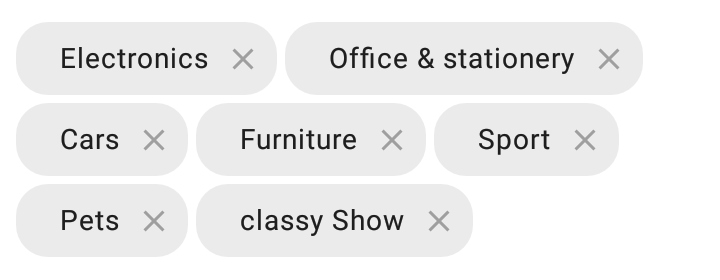 Electronics Office & stationery
Cars Furniture Sport
Pets classy Show